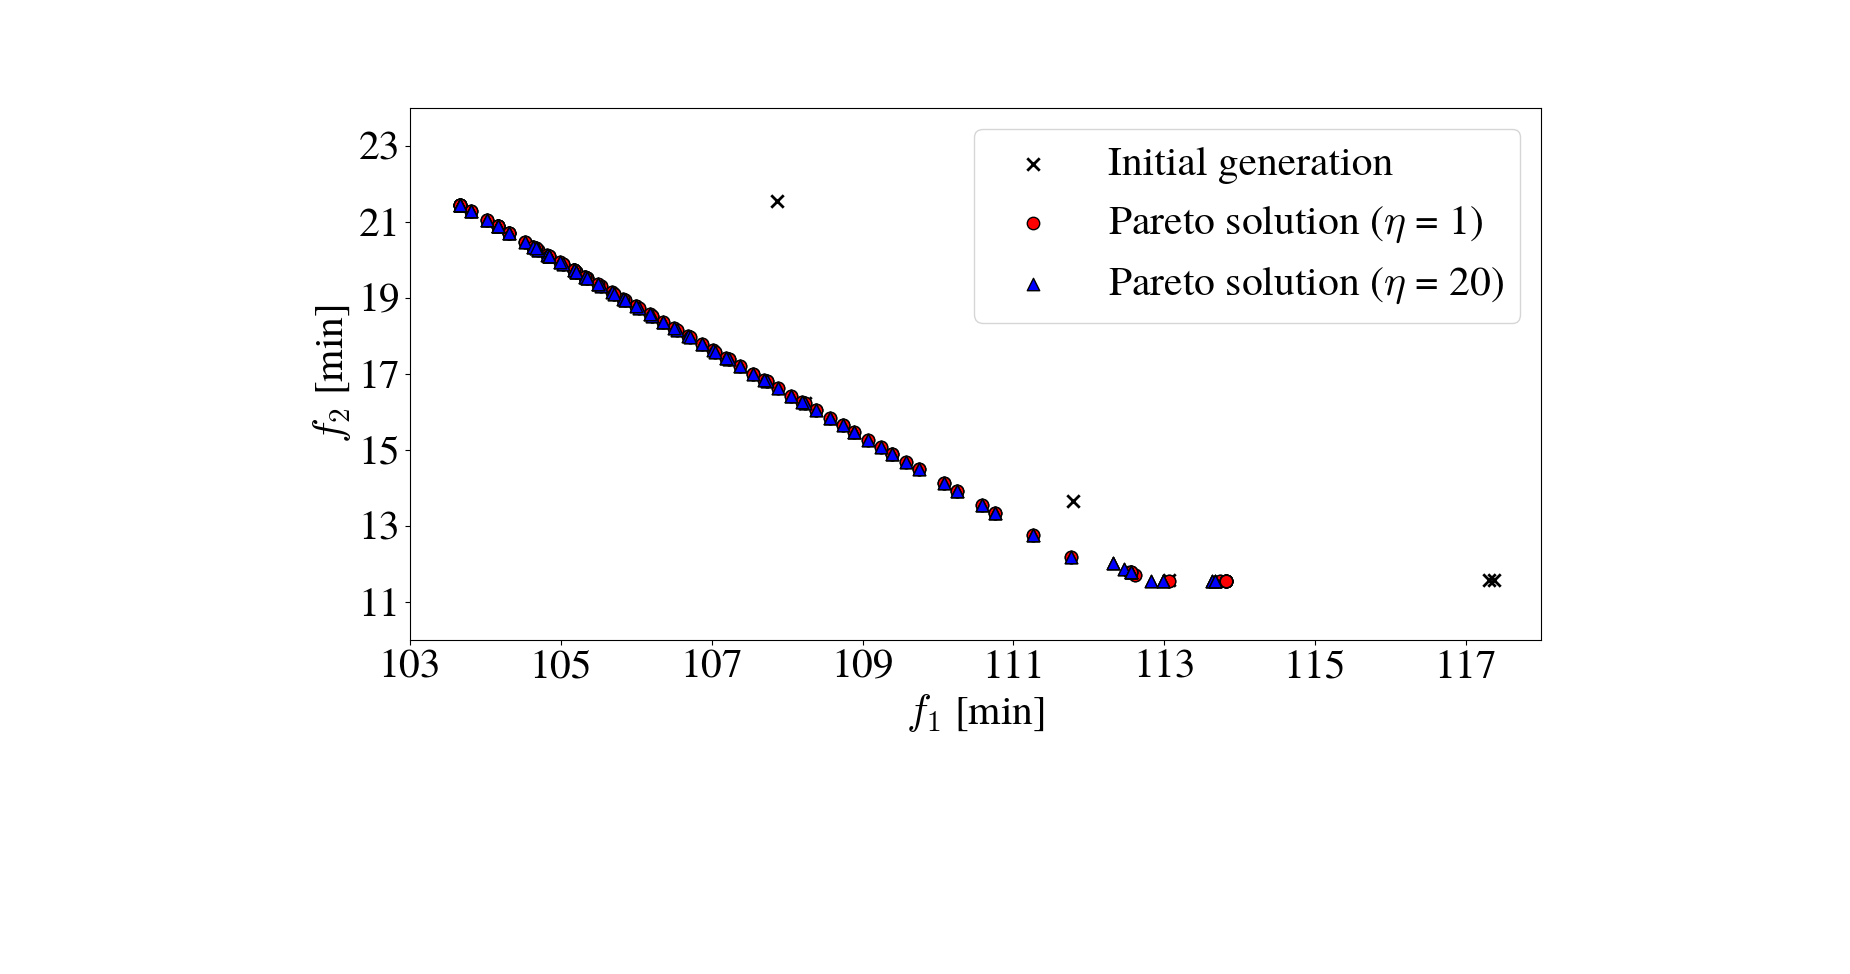 23
21
19
17
15
13
11
f₂ [min]
Initial generation
Pareto solution (η = 1)
Pareto solution (η = 20)
103 105 107 109 111 113 115 117
f₁ [min]